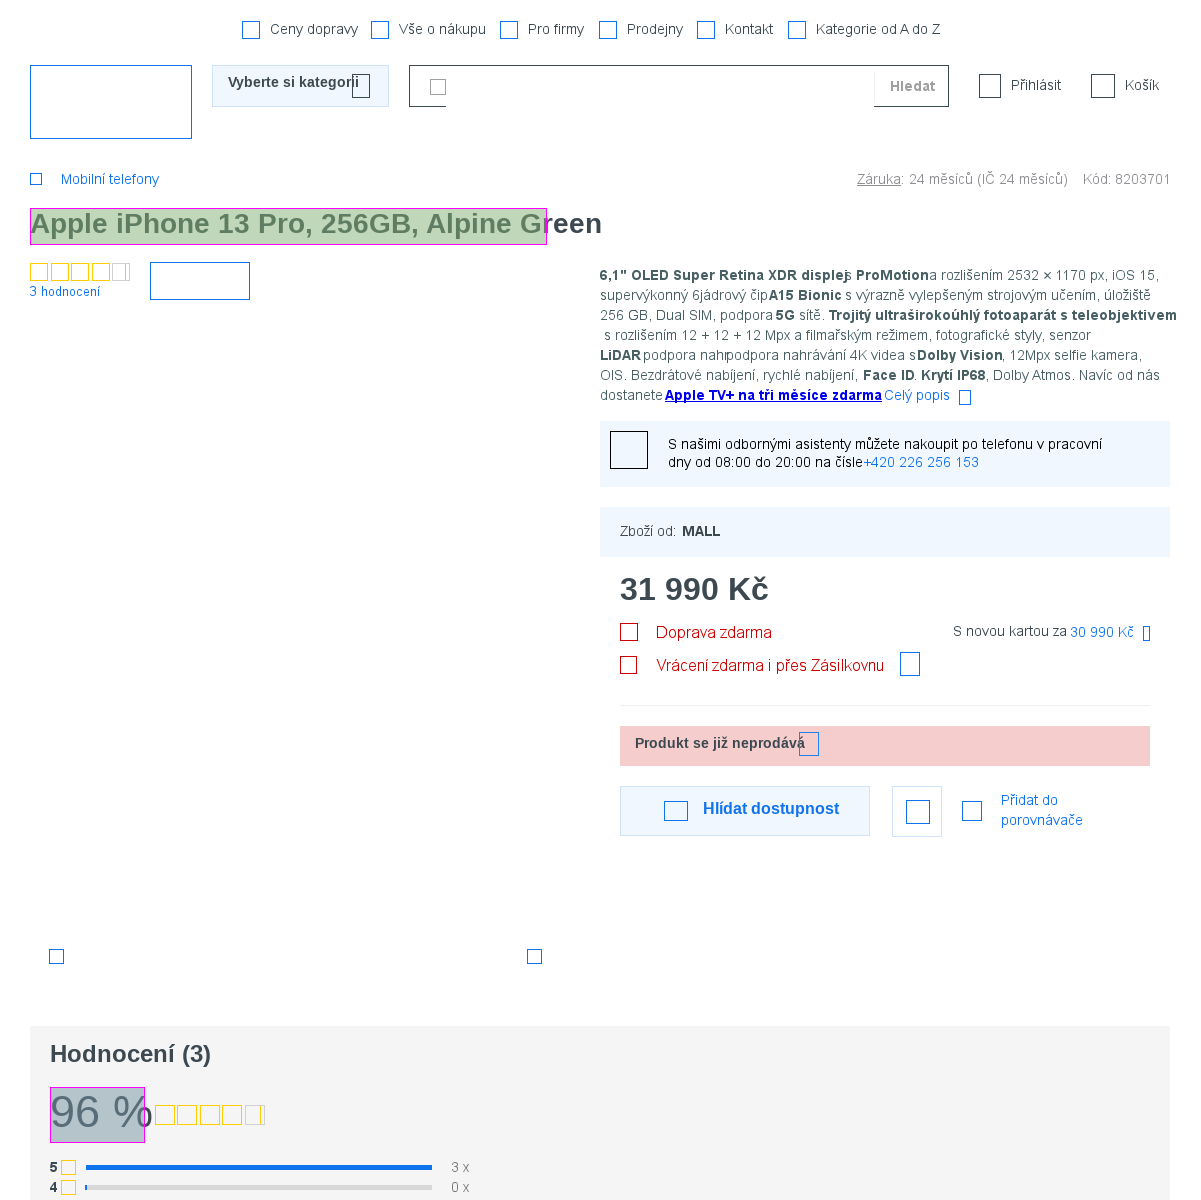 Ceny dopravy Vše o nákupu Pro firmy Prodejny Kontakt Kategorie od A do Z
Vyberte si kategorii Hledat Přihlásit Košík
Mobilní telefony Záruka: 24 měsíců (IČ 24 měsíců) Kód: 8203701
Apple iPhone 13 Pro, 256GB, Alpine Green
3 hodnocení
6,1" OLED Super Retina XDR displej s ProMotion a rozlišením 2532 × 1170 px, iOS 15,
supervýkonný 6jádrový čip A15 Bionic s výrazně vylepšeným strojovým učením, úložiště
256 GB, Dual SIM, podpora 5G sítě. Trojitý ultraširokoúhlý fotoaparát s teleobjektivem
s rozlišením 12 + 12 + 12 Mpx a filmařským režimem, fotografické styly, senzor
LiDAR podpora nahrávání 4K videa s Dolby Vision, 12Mpx selfie kamera,
OIS. Bezdrátové nabíjení, rychlé nabíjení, Face ID. Krytí IP68, Dolby Atmos. Navíc od nás
dostanete Apple TV+ na tři měsíce zdarma Celý popis
S našimi odbornými asistenty můžete nakoupit po telefonu v pracovní
dny od 08:00 do 20:00 na čísle +420 226 256 153
Zboží od: MALL
31 990 Kč
Doprava zdarma S novou kartou za 30 990 Kč
Vrácení zdarma i přes Zásilkovnu
Produkt se již neprodává
Hlídat dostupnost
Přidat do
porovnávače
Hodnocení (3)
96 %
5 3 x
4 0 x